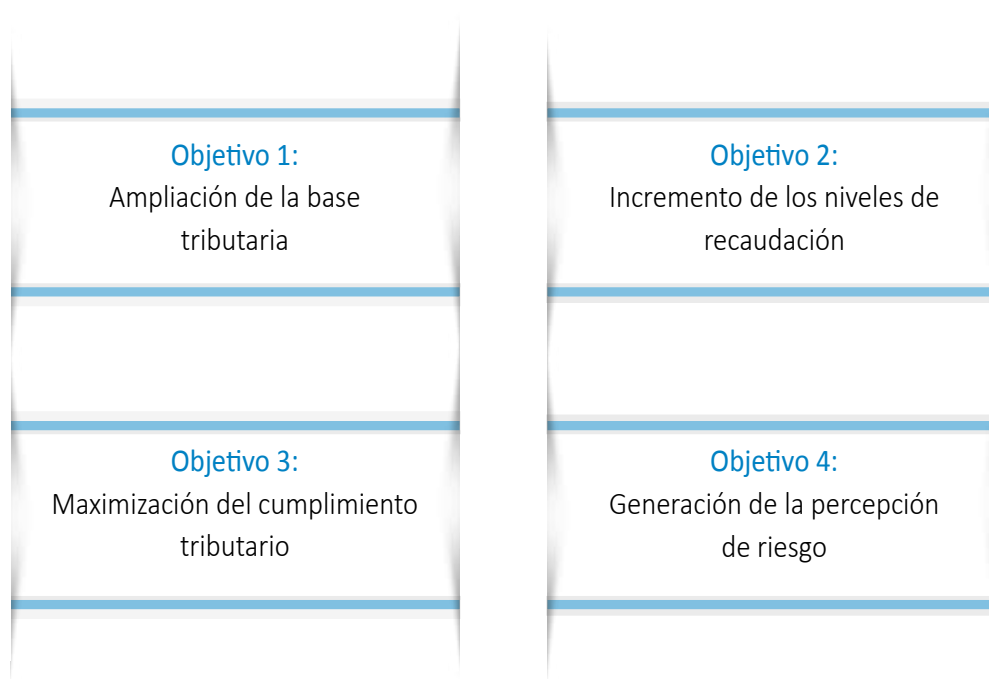 Objetivo 1:
Ampliación de la base
tributaria
Objetivo 2:
Incremento de los niveles de
recaudación
Objetivo 3:
Maximización del cumplimiento
tributario
Objetivo 4:
Generación de la percepción
de riesgo